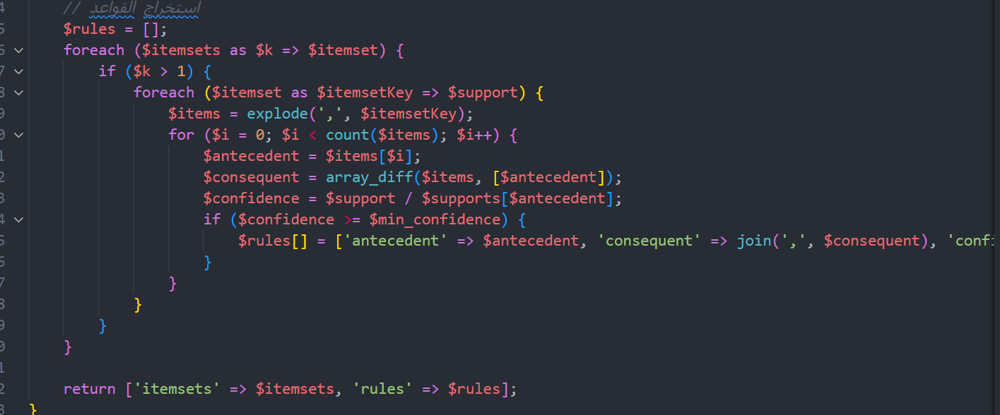 // استخراج القواعد
$rules = [];
foreach ($itemsets as $k => $itemset) {
if ($k > 1) {
foreach ($itemset as $itemsetKey => $support) {
$items = explode(',', $itemsetKey);
for ($i = 0; $i < count($items); $i++) {
$antecedent = $items[$i];
$consequent = array_diff($items, [$antecedent]);
$confidence = $support / $supports[$antecedent];
if ($confidence >= $min_confidence) {
$rules[] = ['antecedent' => $antecedent, 'consequent' => join(',', $consequent), 'conf
}
}
}
}
}
return ['itemsets' => $itemsets, 'rules' => $rules];
}